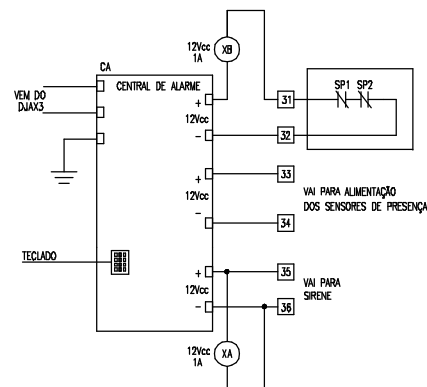 12Vcc
1A
XB
CA
CENTRAL DE ALARME
VEM DO
DJAX3
+
12Vcc
-
31
32
SP1 SP2
+
12Vcc
-
33
34
VAI PARA ALIMENTAÇÃO
DOS SENSORES DE PRESENÇA
TECLADO
+
12Vcc
-
35
36
VAI PARA
SIRENE
12Vcc
1A
XA